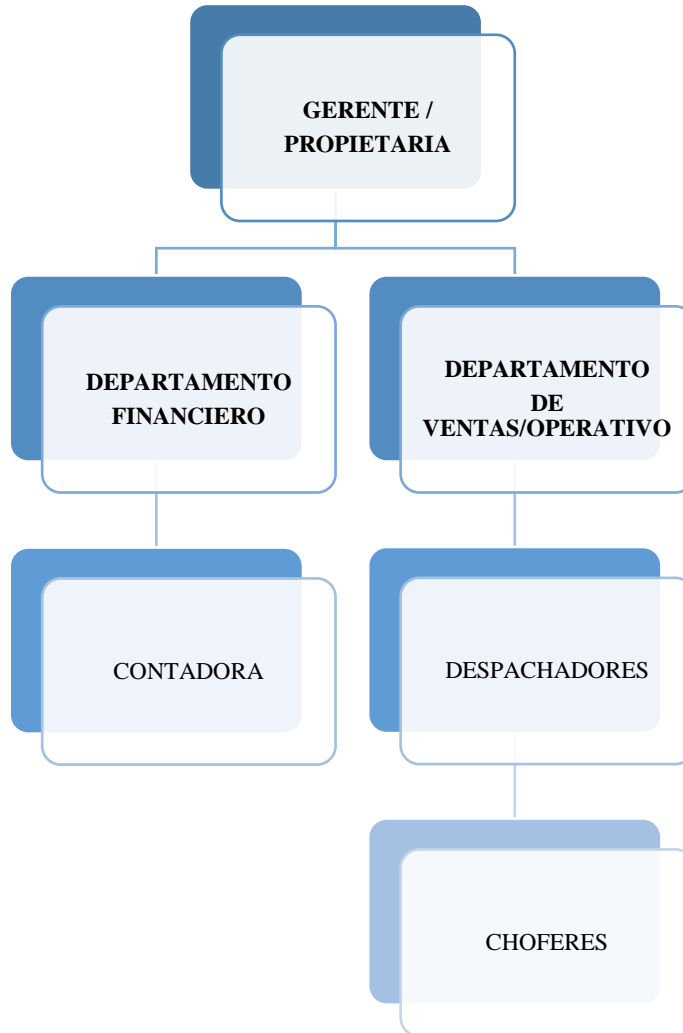 GERENTE /
PROPIETARIA
DEPARTAMENTO
FINANCIERO
DEPARTAMENTO
DE
VENTAS/OPERATIVO
CONTADORA
DESPACHADORES
CHOFERES